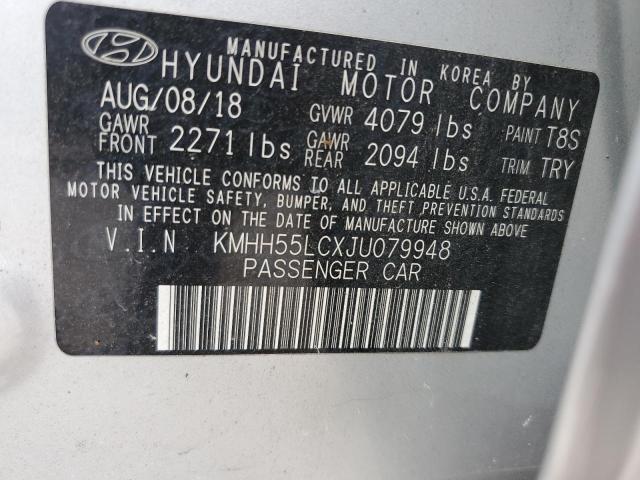 MANUFACTURED IN KOREA BY
HYUNDAI MOTOR COMPANY
AUG/08/18 GVWR 4079 lbs PAINT T8S
GAWR FRONT 2271 lbs GAWR REAR 2094 lbs TRIM TRY
THIS VEHICLE CONFORMS TO ALL APPLICABLE U.S.A. FEDERAL
MOTOR VEHICLE SAFETY, BUMPER, AND THEFT PREVENTION STANDARDS
IN EFFECT ON THE DATE OF MANUFACTURE SHOWN ABOVE
V.I.N KMHH55LCXJU079948
PASSENGER CAR